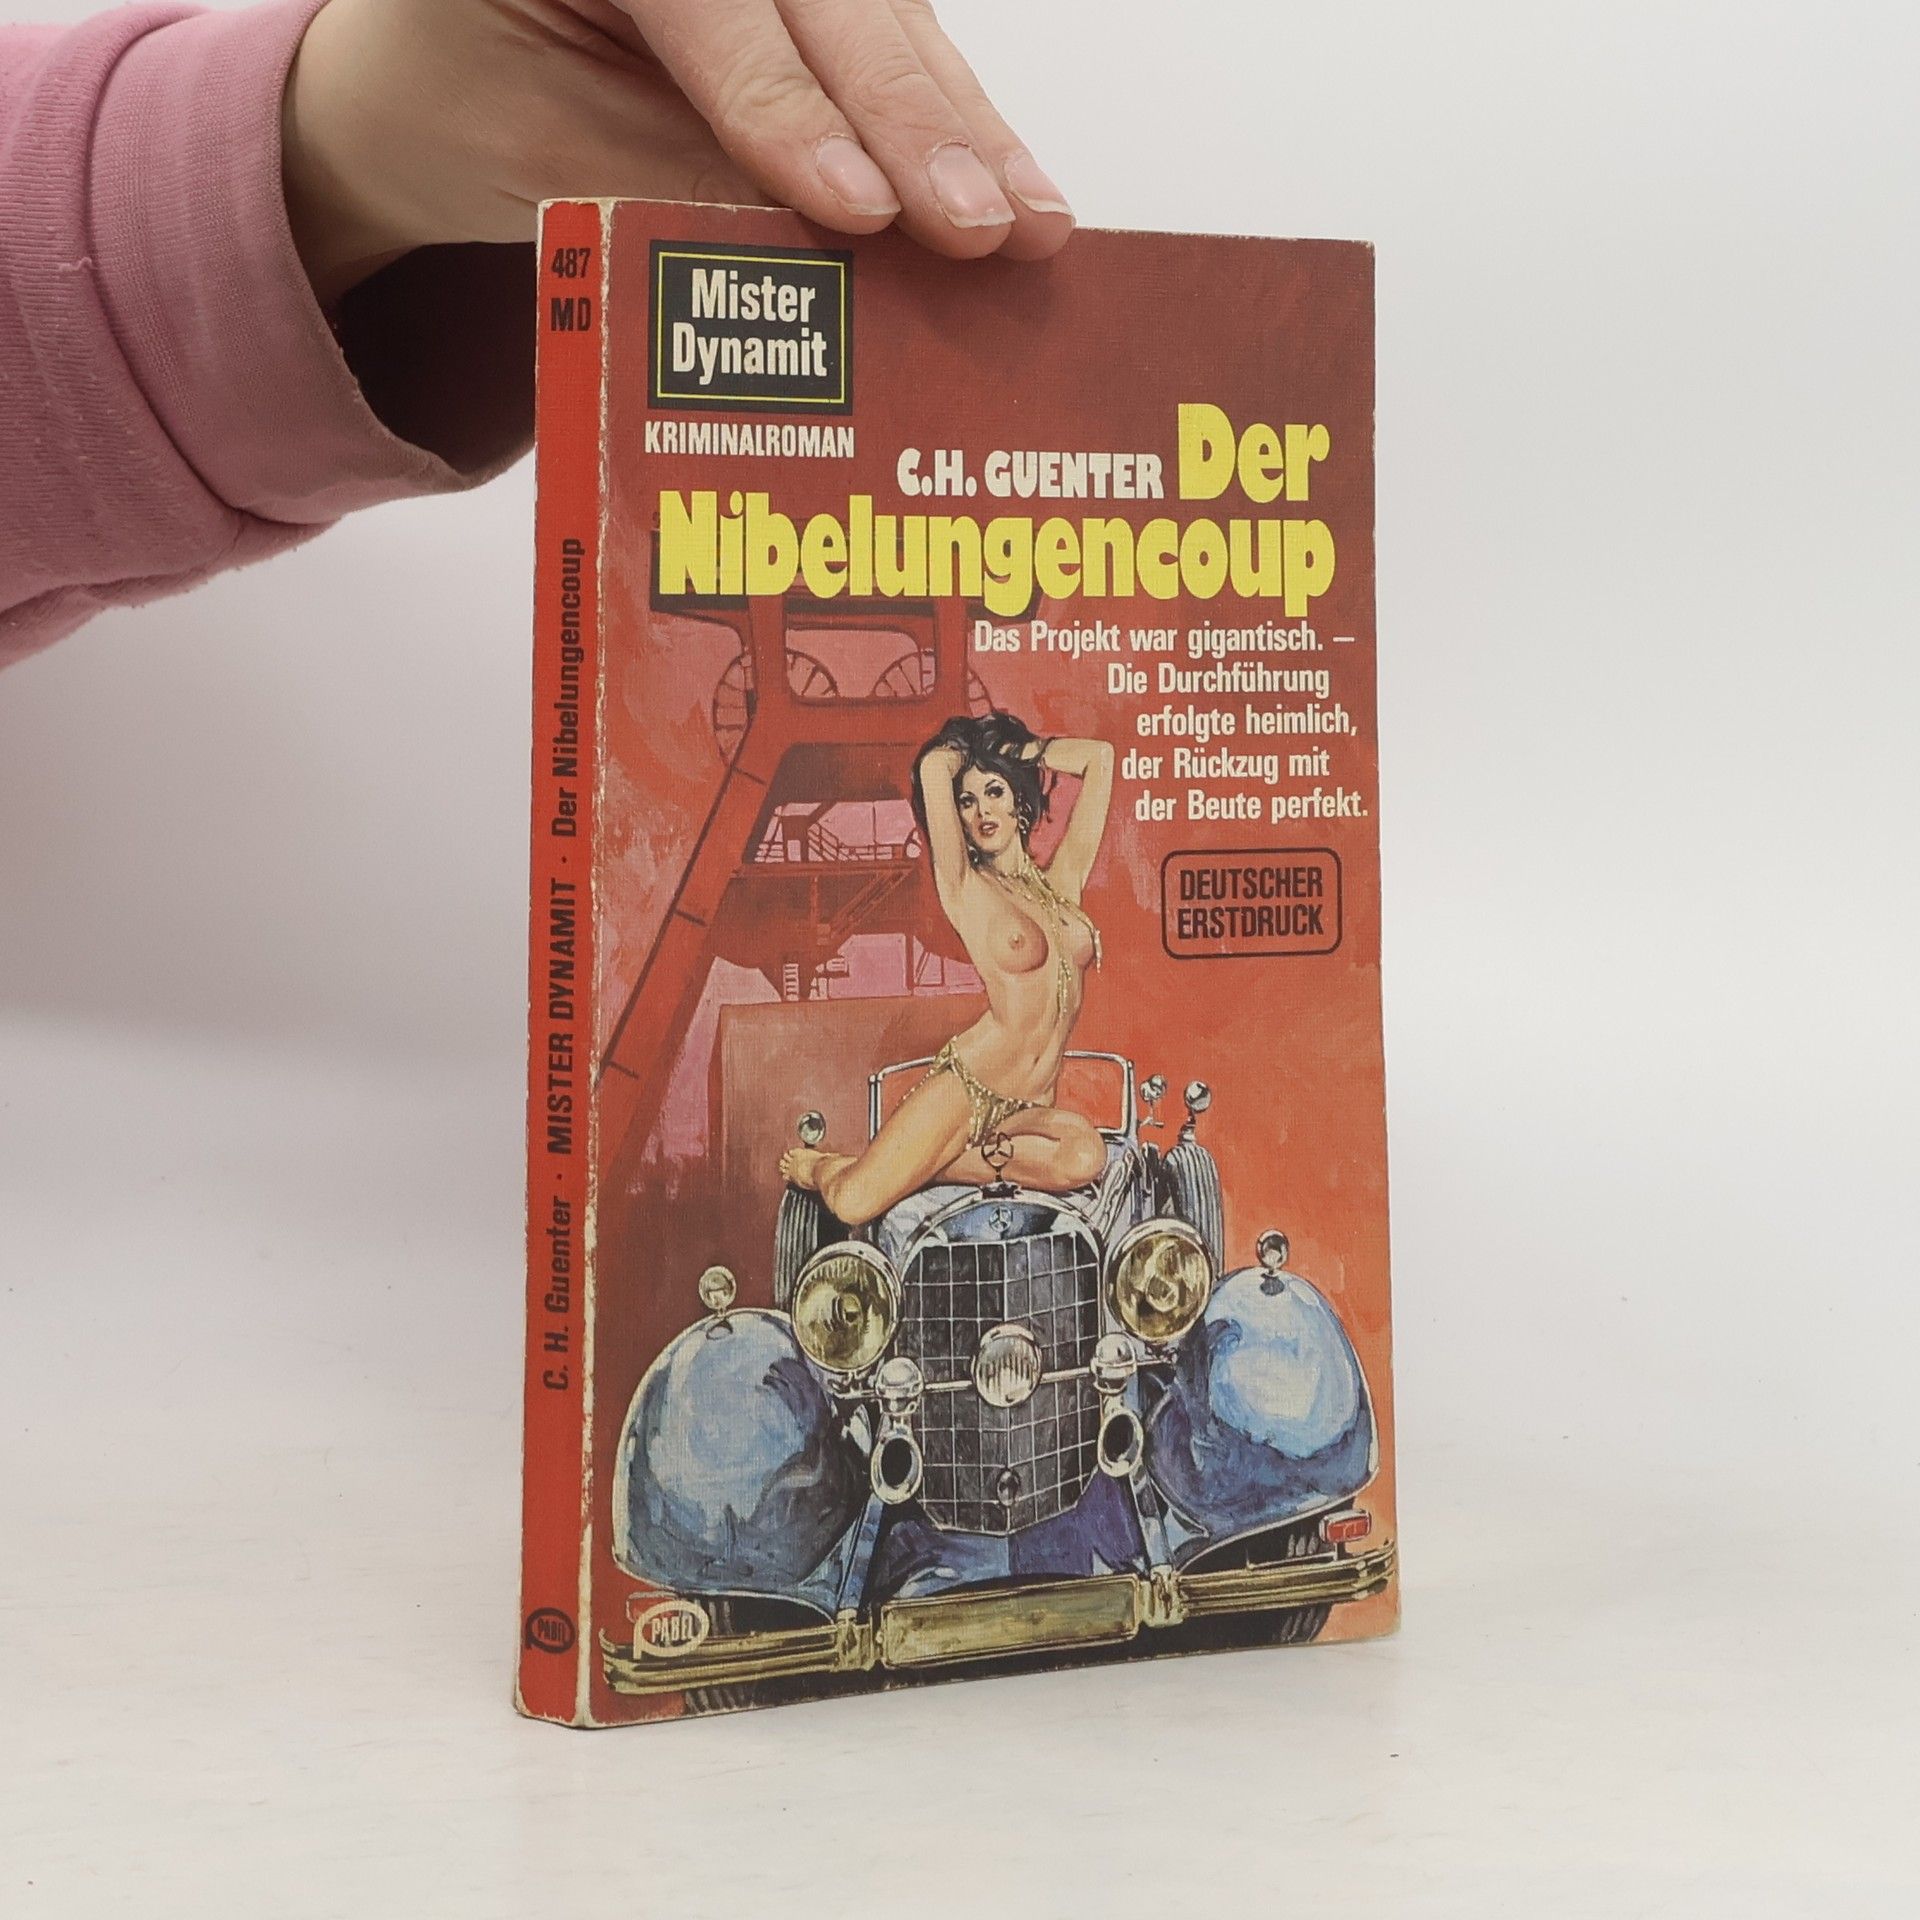 487
MD
C. H. Guenter · MISTER DYNAMIT · Der Nibelungencoup
PABEL
Mister
Dynamit
KRIMINALROMAN
C.H. GUENTER Der
Nibelungencoup
Das Projekt war gigantisch. –
Die Durchführung
erfolgte heimlich,
der Rückzug mit
der Beute perfekt.
DEUTSCHER
ERSTDRUCK
PABEL